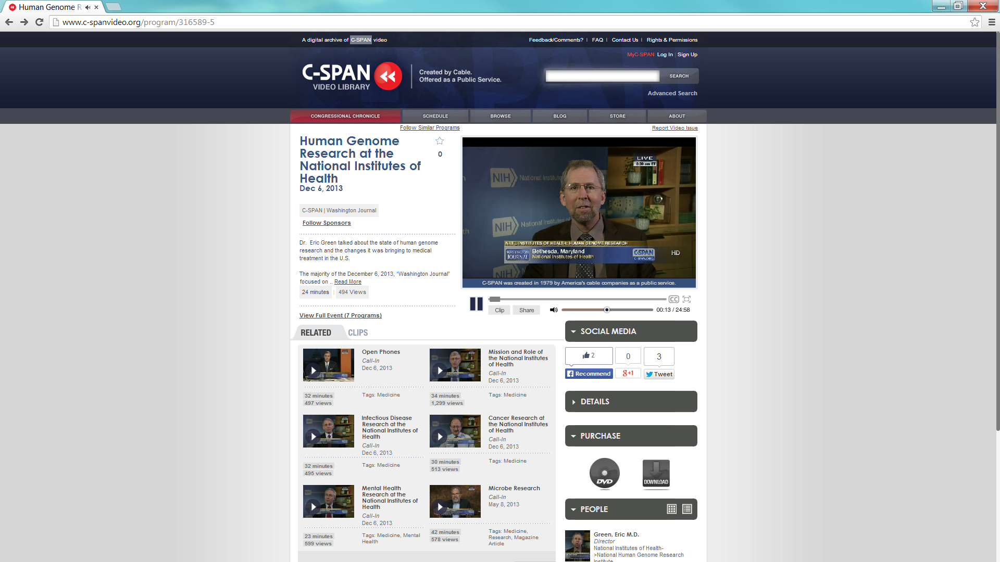 Human Genome R
www.c-spanvideo.org/program/316589-5
A digital archive of C-SPAN video
Feedback/Comments? | FAQ | Contact Us | Rights & Permissions
MyC-SPAN Log In | Sign Up
C-SPAN
VIDEO LIBRARY
Created by Cable.
Offered as a Public Service.
SEARCH
Advanced Search
CONGRESSIONAL CHRONICLE SCHEDULE BROWSE BLOG STORE ABOUT
Follow Similar Programs
Report Video Issue
Human Genome
Research at the
National Institutes of
Health
Dec 6, 2013
0
C-SPAN | Washington Journal
Follow Sponsors
Dr. Eric Green talked about the state of human genome
research and the changes it was bringing to medical
treatment in the U.S.
The majority of the December 6, 2013, “Washington Journal”
focused on .. Read More
24 minutes | 494 Views
View Full Event (7 Programs)
LIVE
8:39 am ET
NIH National Institute
NIH National Institutes of
NIH
NAT'L INSTITUTES OF HEALTH: HUMAN GENOME RESEARCH
WASHINGTON JOURNAL
Bethesda, Maryland
National Institutes of Health
C-SPAN
C-SPAN.ORG
HD
C-SPAN was created in 1979 by America's cable companies as a public service.
CC
Clip Share 00:13 / 24:58
RELATED CLIPS
Open Phones
Call-In
Dec 6, 2013
32 minutes
497 views
Tags: Medicine
Mission and Role of
the National Institutes
of Health
Call-In
Dec 6, 2013
34 minutes
1,299 views
Tags: Medicine
Infectious Disease
Research at the
National Institutes of
Health
Call-In
Dec 6, 2013
32 minutes
495 views
Tags: Medicine
Cancer Research at
the National Institutes
of Health
Call-In
Dec 6, 2013
30 minutes
513 views
Tags: Medicine
Mental Health
Research at the
National Institutes of
Health
Call-In
Dec 6, 2013
23 minutes
599 views
Tags: Medicine, Mental
Health
Microbe Research
Call-In
May 8, 2013
42 minutes
578 views
Tags: Medicine,
Research, Magazine
Article
SOCIAL MEDIA
2 0 3
Recommend g+1 Tweet
DETAILS
PURCHASE
DVD DOWNLOAD
PEOPLE
Green, Eric M.D.
Director
National Institutes of Health-
>National Human Genome Research
Institute